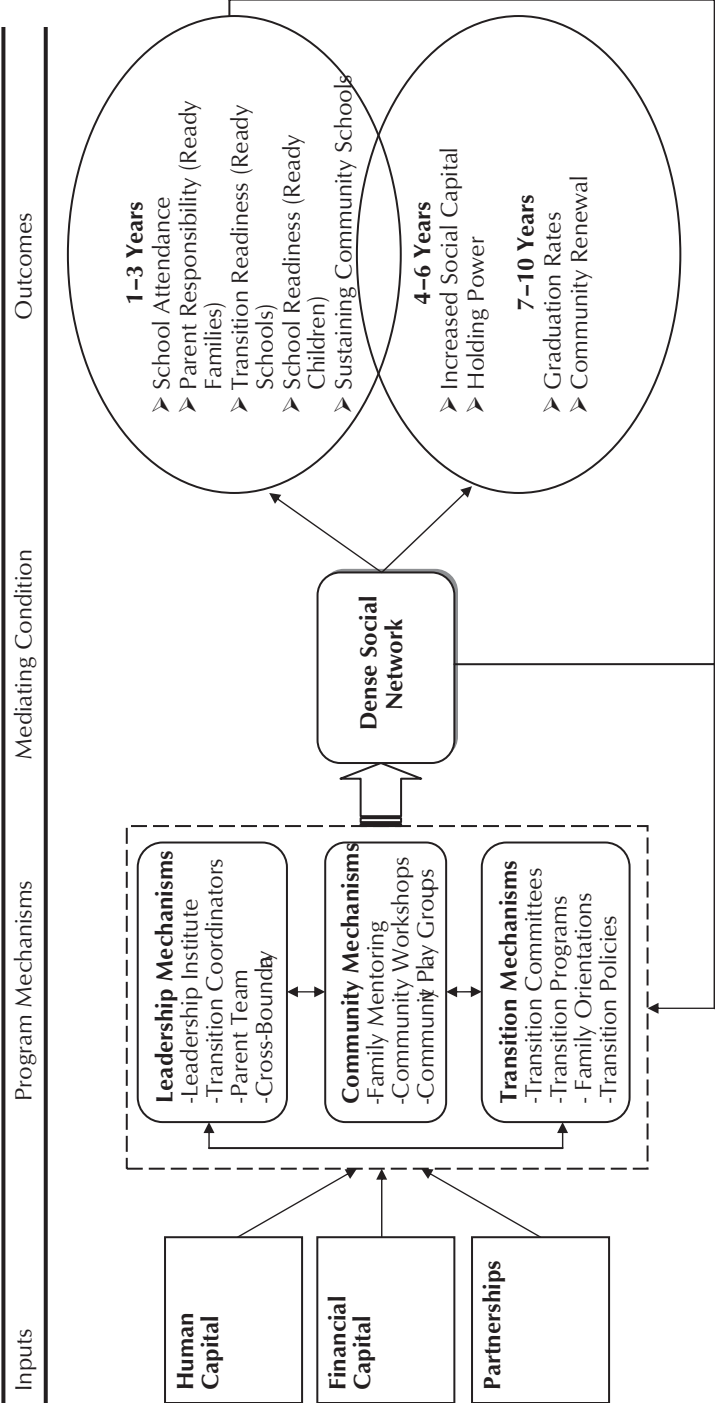 Inputs
Program Mechanisms
Mediating Condition
Outcomes
Human
Capital
Financial
Capital
Partnerships
Leadership Mechanisms
-Leadership Institute
-Transition Coordinators
-Parent Team
-Cross-Boundary
Community Mechanisms
-Family Mentoring
-Community Workshops
-Community Play Groups
Transition Mechanisms
-Transition Committees
-Transition Programs
- Family Orientations
-Transition Policies
Dense Social
Network
1–3 Years
➢ School Attendance
➢ Parent Responsibility (Ready
Families)
➢ Transition Readiness (Ready
Schools)
➢ School Readiness (Ready
Children)
➢ Sustaining Community Schools
4–6 Years
➢ Increased Social Capital
➢ Holding Power
7–10 Years
➢ Graduation Rates
➢ Community Renewal